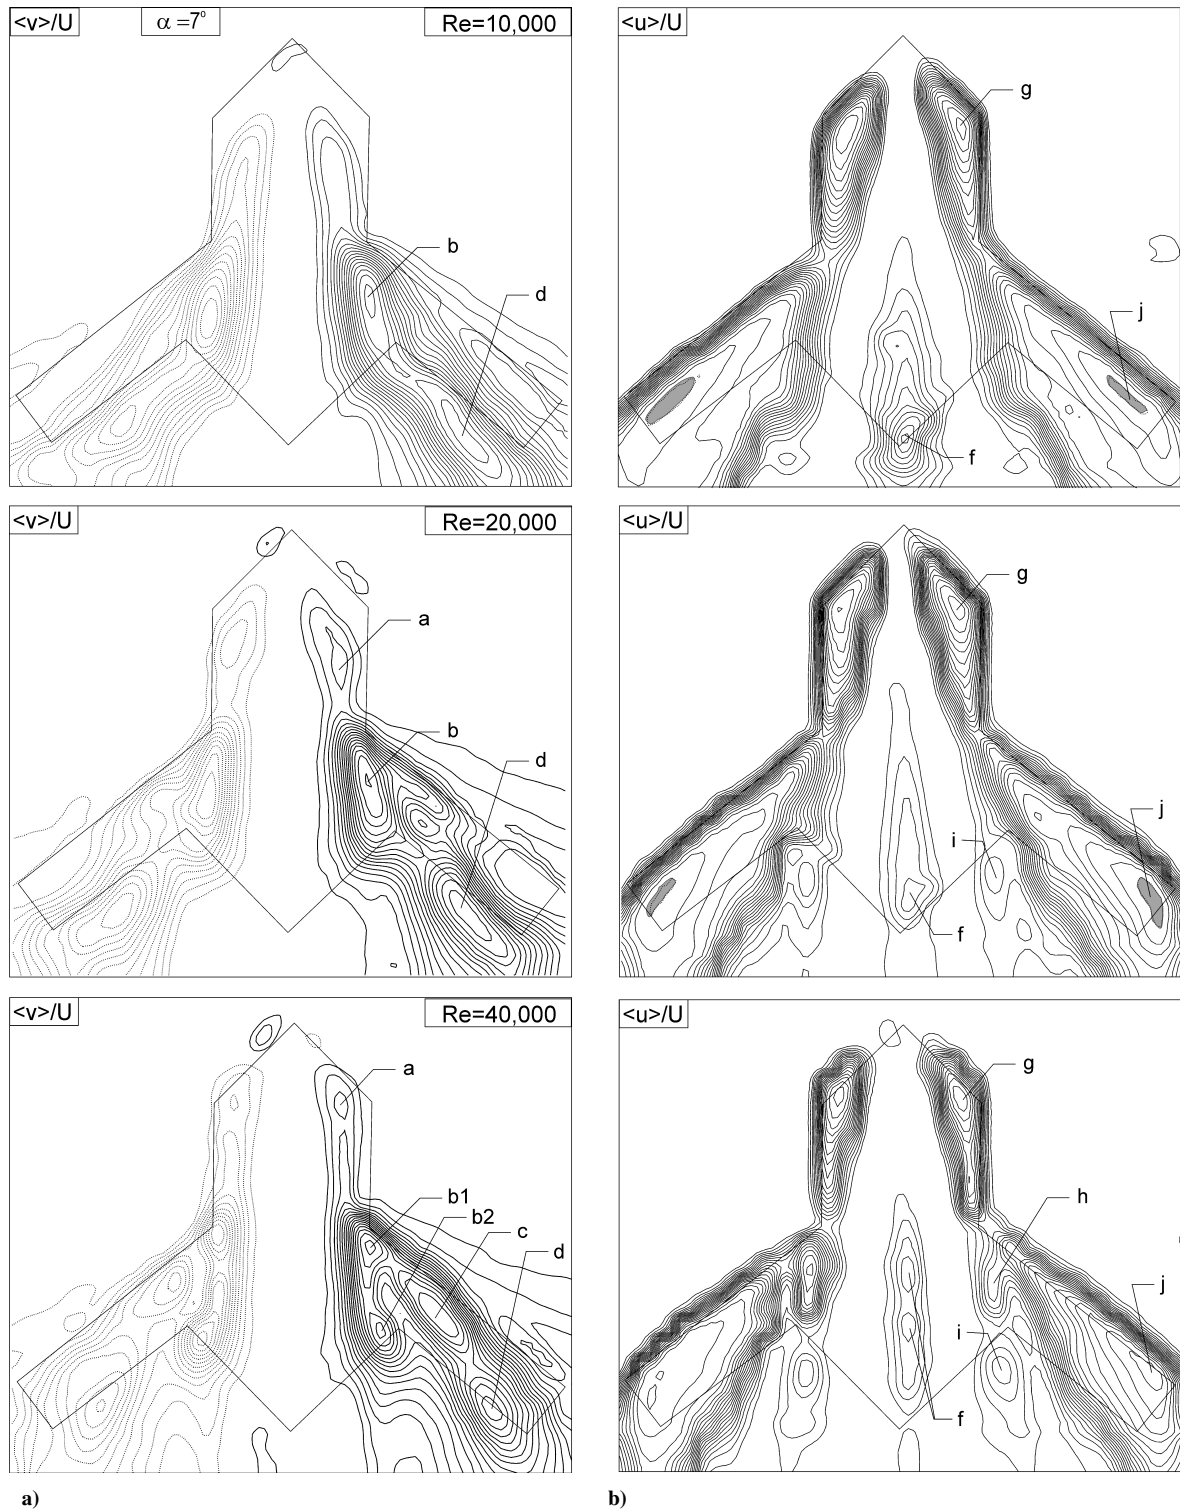 <v>/U
α =7°
Re=10,000
b
d
<u>/U
g
j
f
<v>/U
Re=20,000
a
b
d
<u>/U
g
j
i
f
<v>/U
Re=40,000
a
b1
b2
c
d
<u>/U
g
h
j
i
f
a)
b)